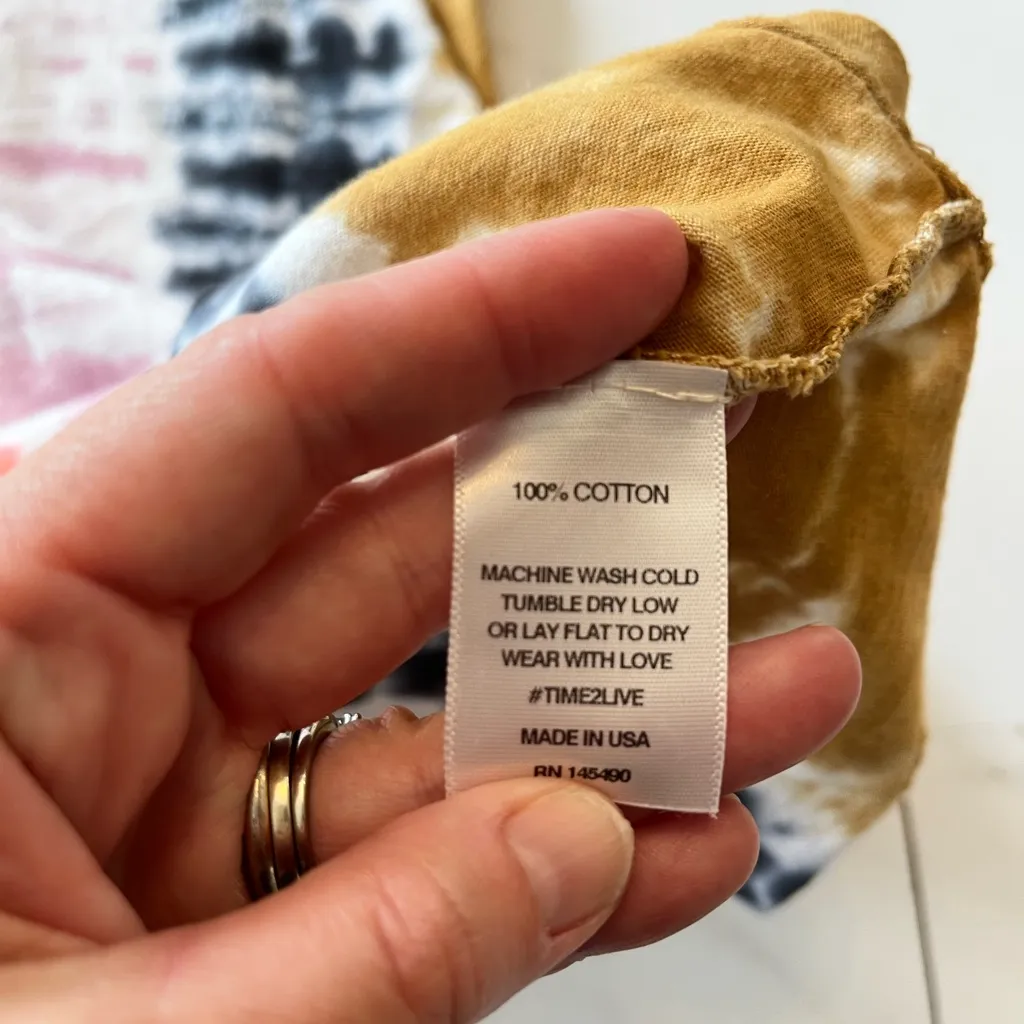 100% COTTON
MACHINE WASH COLD
TUMBLE DRY LOW
OR LAY FLAT TO DRY
WEAR WITH LOVE
#TIME2LIVE
MADE IN USA
RN 145490